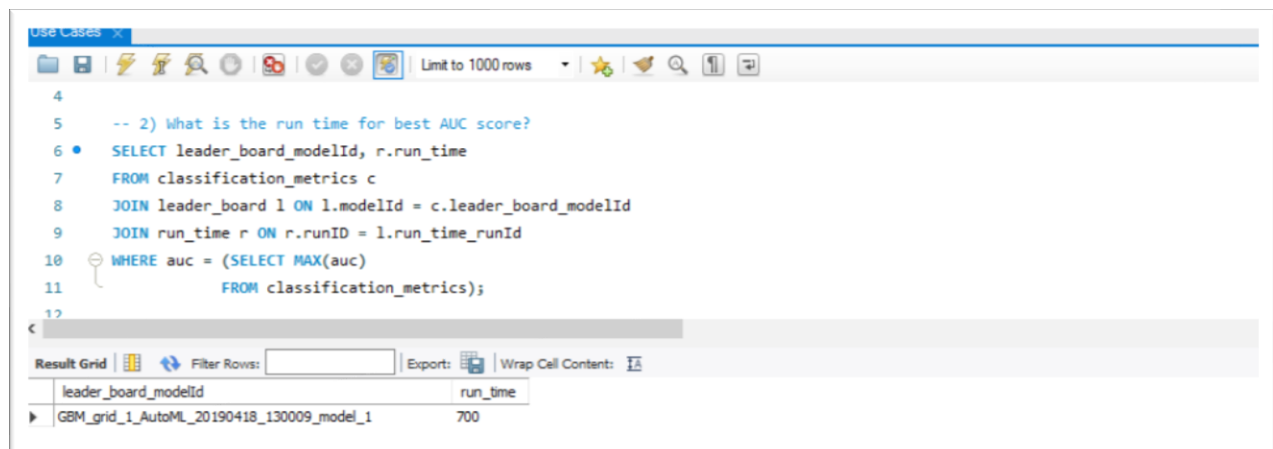 Use Cases
Limit to 1000 rows
4
5 -- 2) What is the run time for best AUC score?
6 SELECT leader_board_modelId, r.run_time
7 FROM classification_metrics c
8 JOIN leader_board l ON l.modelId = c.leader_board_modelId
9 JOIN run_time r ON r.runID = l.run_time_runId
10 WHERE auc = (SELECT MAX(auc)
11 FROM classification_metrics);
12
Result Grid Filter Rows: Export: Wrap Cell Content:
leader_board_modelId run_time
GBM_grid_1_AutoML_20190418_130009_model_1 700